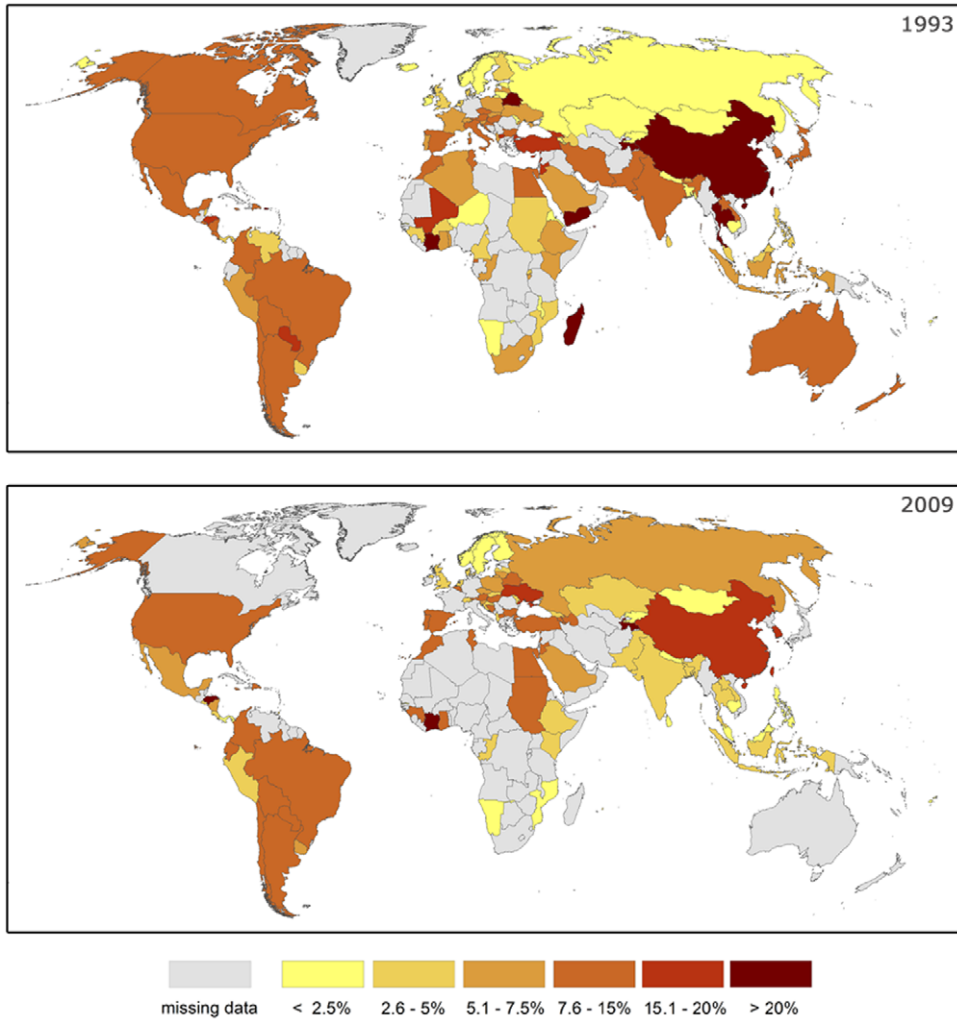 1993
2009
missing data < 2.5% 2.6 - 5% 5.1 - 7.5% 7.6 - 15% 15.1 - 20% > 20%